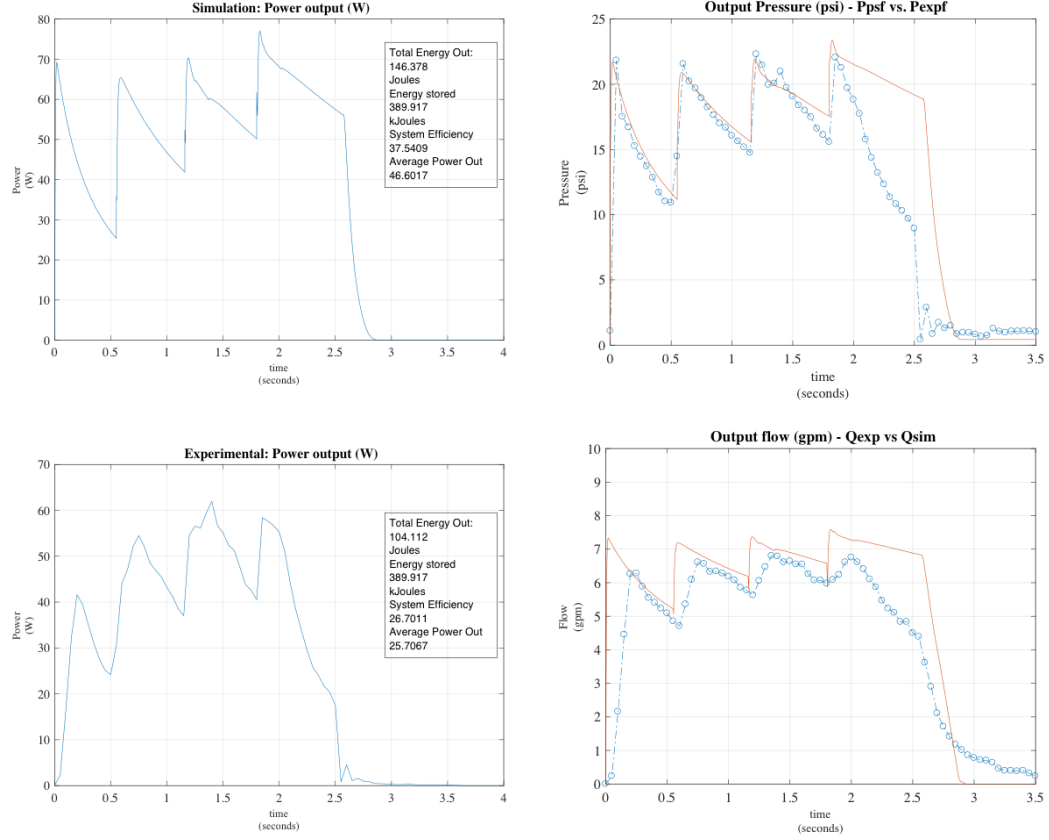 Simulation: Power output (W)
80
70
60
50
40
30
20
10
0
Power
(W)
0
0.5
1
1.5
2
2.5
3
3.5
4
time
(seconds)
Total Energy Out:
146.378
Joules
Energy stored
389.917
kJoules
System Efficiency
37.5409
Average Power Out
46.6017
Output Pressure (psi) - Ppsf vs. Pexpf
25
20
15
10
5
0
Pressure
(psi)
0
0.5
1
1.5
2
2.5
3
3.5
time
(seconds)
Experimental: Power output (W)
70
60
50
40
30
20
10
0
Power
(W)
0
0.5
1
1.5
2
2.5
3
3.5
4
time
(seconds)
Total Energy Out:
104.112
Joules
Energy stored
389.917
kJoules
System Efficiency
26.7011
Average Power Out
25.7067
Output flow (gpm) - Qexp vs Qsim
10
9
8
7
6
5
4
3
2
1
0
Flow
(gpm)
0
0.5
1
1.5
2
2.5
3
3.5
time
(seconds)